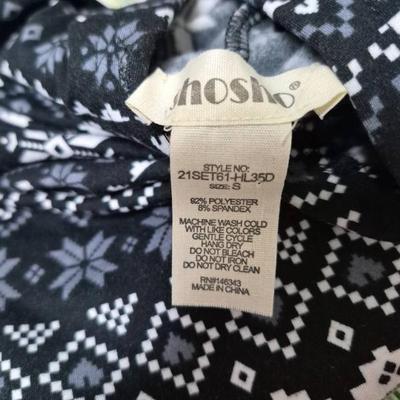 shosho®
STYLE NO:
21SET61-HL35D
SIZE: S
92% POLYESTER
8% SPANDEX
MACHINE WASH COLD
WITH LIKE COLORS
GENTLE CYCLE
HANG DRY
DO NOT BLEACH
DO NOT IRON
DO NOT DRY CLEAN
RN#146343
MADE IN CHINA